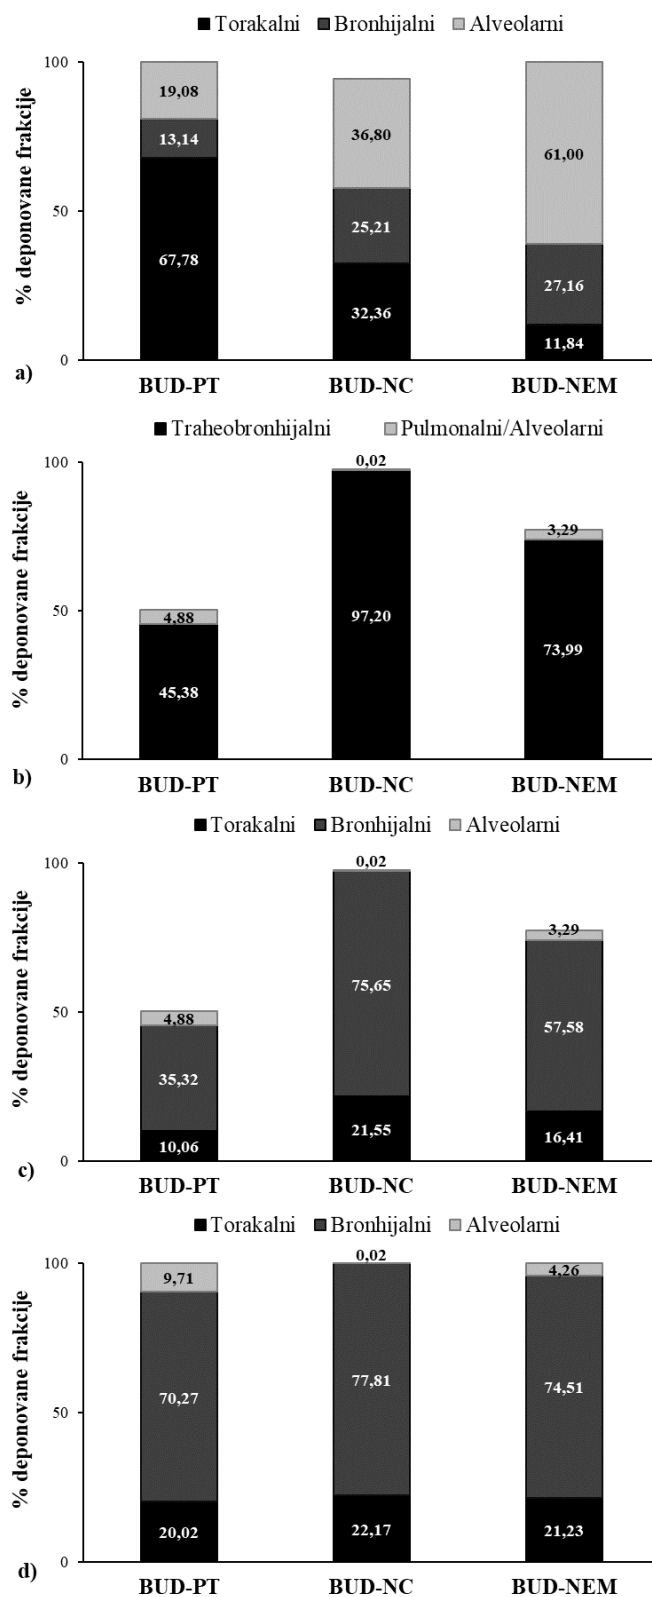 Torakalni Bronhijalni Alveolarni
% deponovane frakcije
100
50
0
19,08
13,14
67,78
36,80
25,21
32,36
61,00
27,16
11,84
a)
BUD-PT BUD-NC BUD-NEM
Traheobronhijalni Pulmonalni/Alveolarni
% deponovane frakcije
100
50
0
4,88
45,38
0,02
97,20
3,29
73,99
b)
BUD-PT BUD-NC BUD-NEM
Torakalni Bronhijalni Alveolarni
% deponovane frakcije
100
50
0
4,88
35,32
10,06
0,02
75,65
21,55
3,29
57,58
16,41
c)
BUD-PT BUD-NC BUD-NEM
Torakalni Bronhijalni Alveolarni
% deponovane frakcije
100
50
0
9,71
70,27
20,02
0,02
77,81
22,17
4,26
74,51
21,23
d)
BUD-PT BUD-NC BUD-NEM